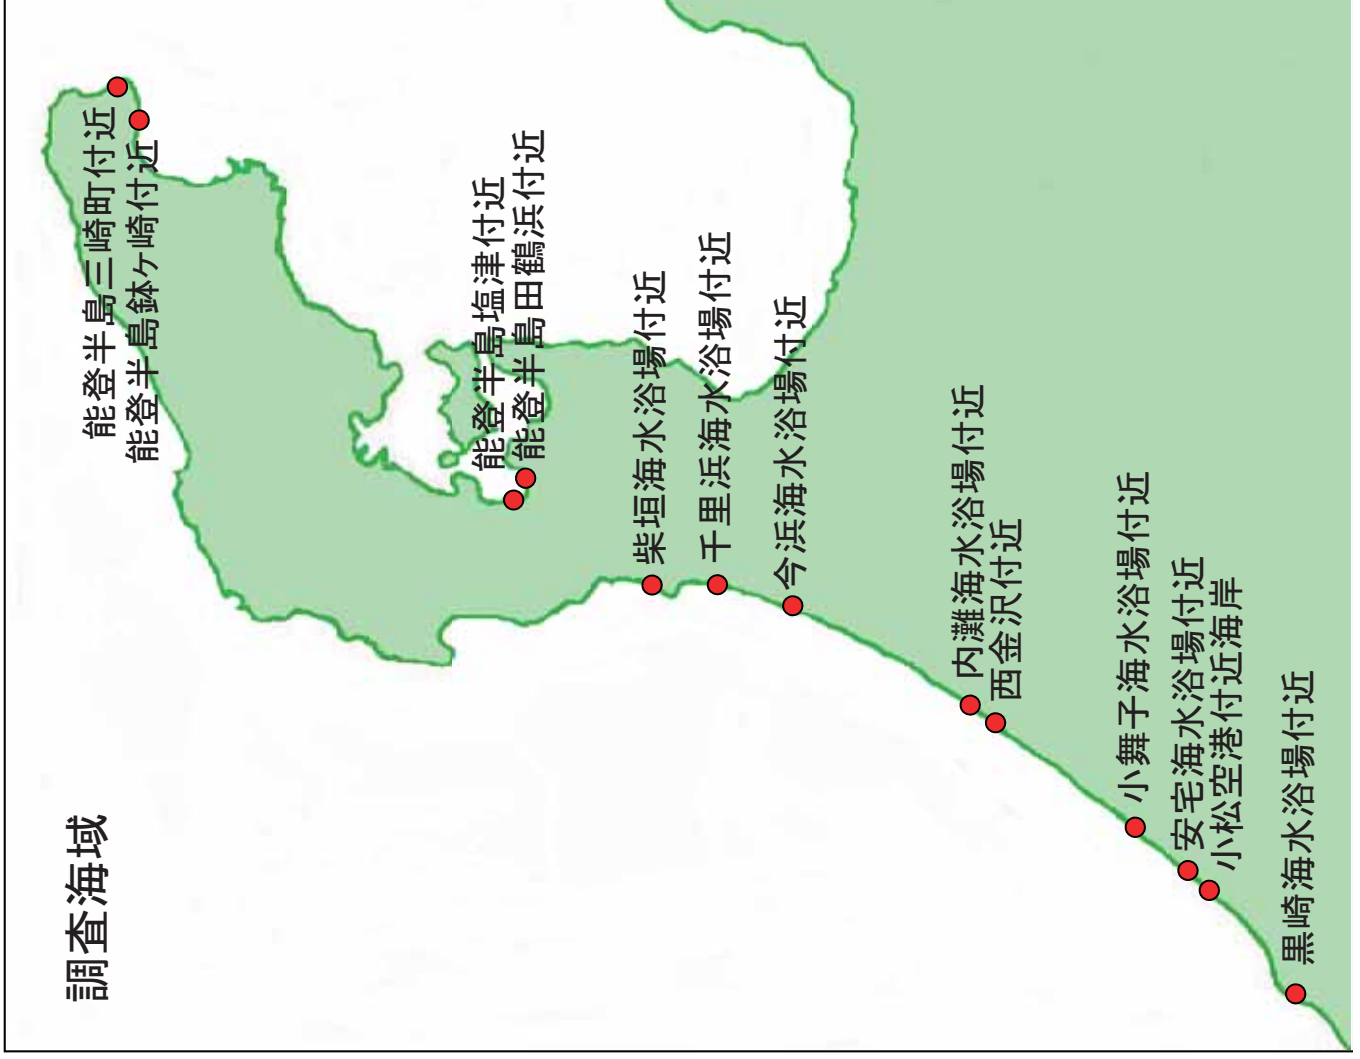 調査海域
能登半島三崎町付近
能登半島鉢ヶ崎付近
能登半島塩津付近
能登半島田鶴浜付近
柴垣海水浴場付近
千里浜海水浴場付近
今浜海水浴場付近
内灘海水浴場付近
西金沢付近
小舞子海水浴場付近
安宅海水浴場付近
小松空港付近海岸
黒崎海水浴場付近